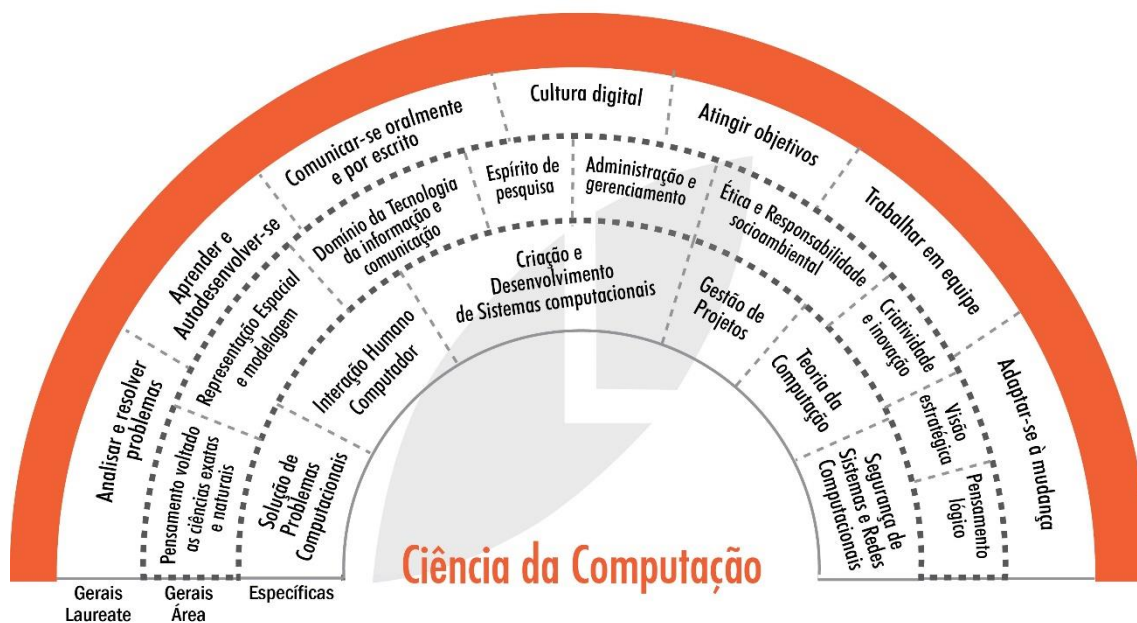 Analisar e resolver
problemas
Aprender e
Autodesenvolver-se
Comunicar-se oralmente
e por escrito
Cultura digital
Atingir objetivos
Trabalhar em equipe
Adaptar-se à mudança
Pensamento voltado
as ciências exatas
e naturais
Representação Espacial
e modelagem
Domínio da Tecnologia
da informação e
comunicação
Espírito de
pesquisa
Administração e
gerenciamento
Ética e Responsabilidade
socioambiental
Criatividade
e inovação
Visão
estratégica
Pensamento
lógico
Solução de
Problemas
Computacionais
Interação Humano
Computador
Criação e
Desenvolvimento
de Sistemas computacionais
Gestão de
Projetos
Teoria da
Computação
Segurança de
Sistemas e Redes
Computacionais
Ciência da Computação
Gerais
Laureate
Gerais
Área
Específicas